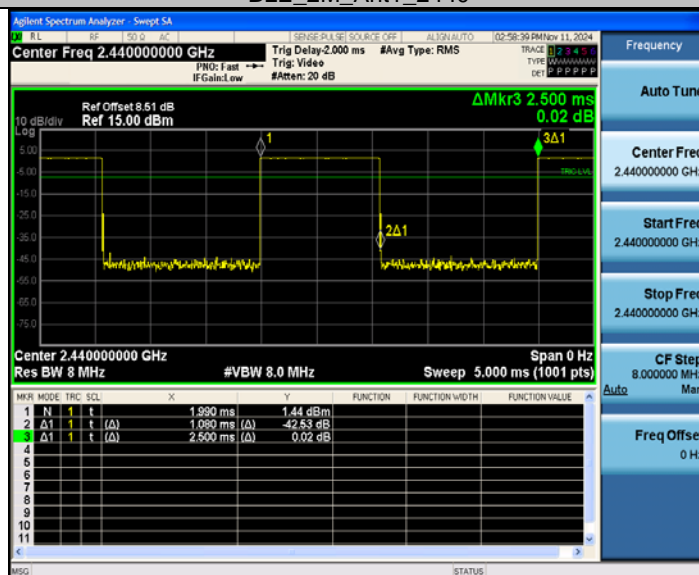 Agilent Spectrum Analyzer - Swept SA
RL RF 50 Ω AC SENSE:PULSE SOURCE OFF ALIGN AUTO 02:58:39 PM Nov 11, 2024
Center Freq 2.440000000 GHz
PNO: Fast
IFGain:Low
Trig Delay-2.000 ms
Trig: Video
#Atten: 20 dB
#Avg Type: RMS
TRACE 1 2 3 4 5 6
TYPE
DET P P P P P P
Ref Offset 8.51 dB
10 dB/div Ref 15.00 dBm
ΔMkr3 2.500 ms
0.02 dB
Log
5.00
-5.00
-15.0
-25.0
-35.0
-45.0
-55.0
-65.0
-75.0
1
3Δ1
TRIG LVL
2Δ1
Center 2.440000000 GHz Span 0 Hz
Res BW 8 MHz #VBW 8.0 MHz Sweep 5.000 ms (1001 pts)
MKR MODE TRC SCL X Y FUNCTION FUNCTION WIDTH FUNCTION VALUE
1 N 1 t 1.990 ms 1.44 dBm
2 Δ1 1 t (Δ) 1.080 ms (Δ) -42.53 dB
3 Δ1 1 t (Δ) 2.500 ms (Δ) 0.02 dB
4
5
6
7
8
9
10
11
MSG STATUS
Frequency
Auto Tune
Center Freq
2.440000000 GHz
Start Freq
2.440000000 GHz
Stop Freq
2.440000000 GHz
CF Step
8.000000 MHz
Auto Man
Freq Offset
0 Hz